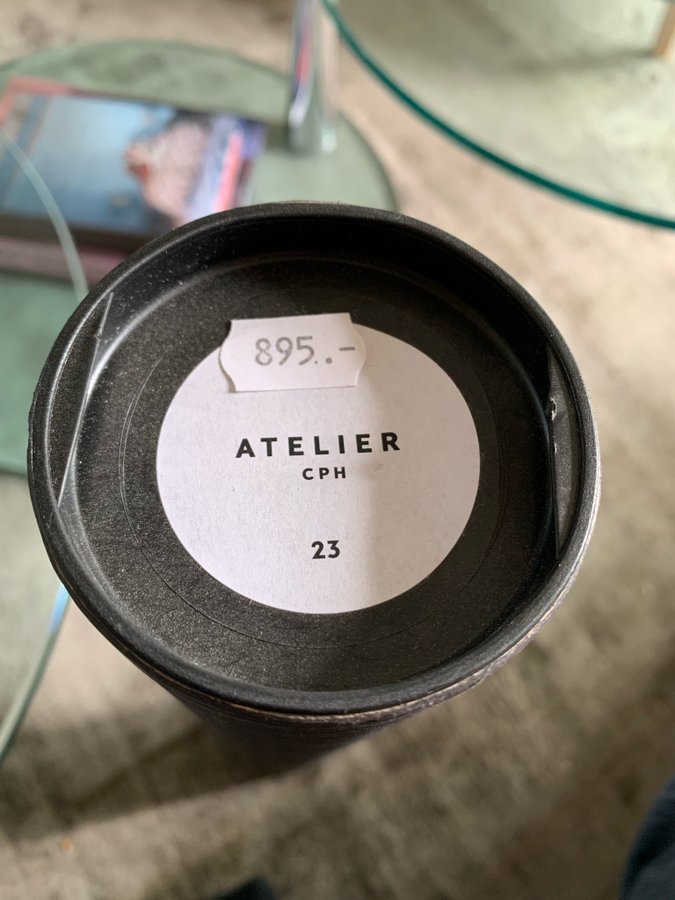 895.-
ATELIER
CPH
23